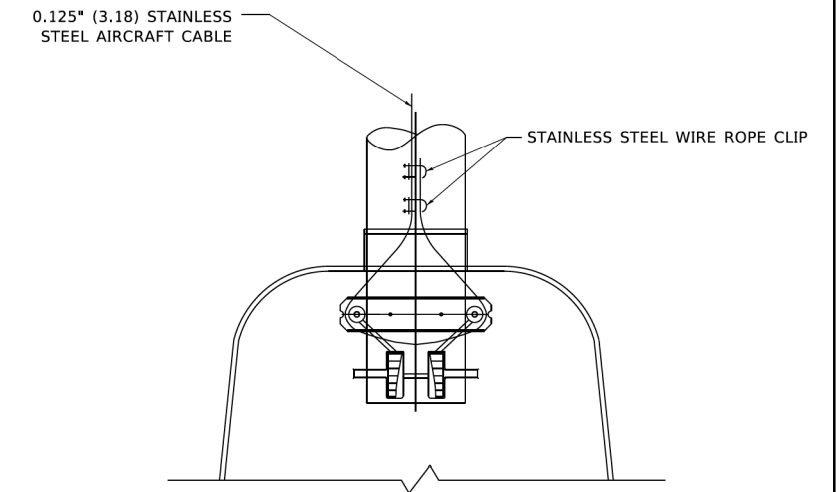 0.125" (3.18) STAINLESS
STEEL AIRCRAFT CABLE
STAINLESS STEEL WIRE ROPE CLIP